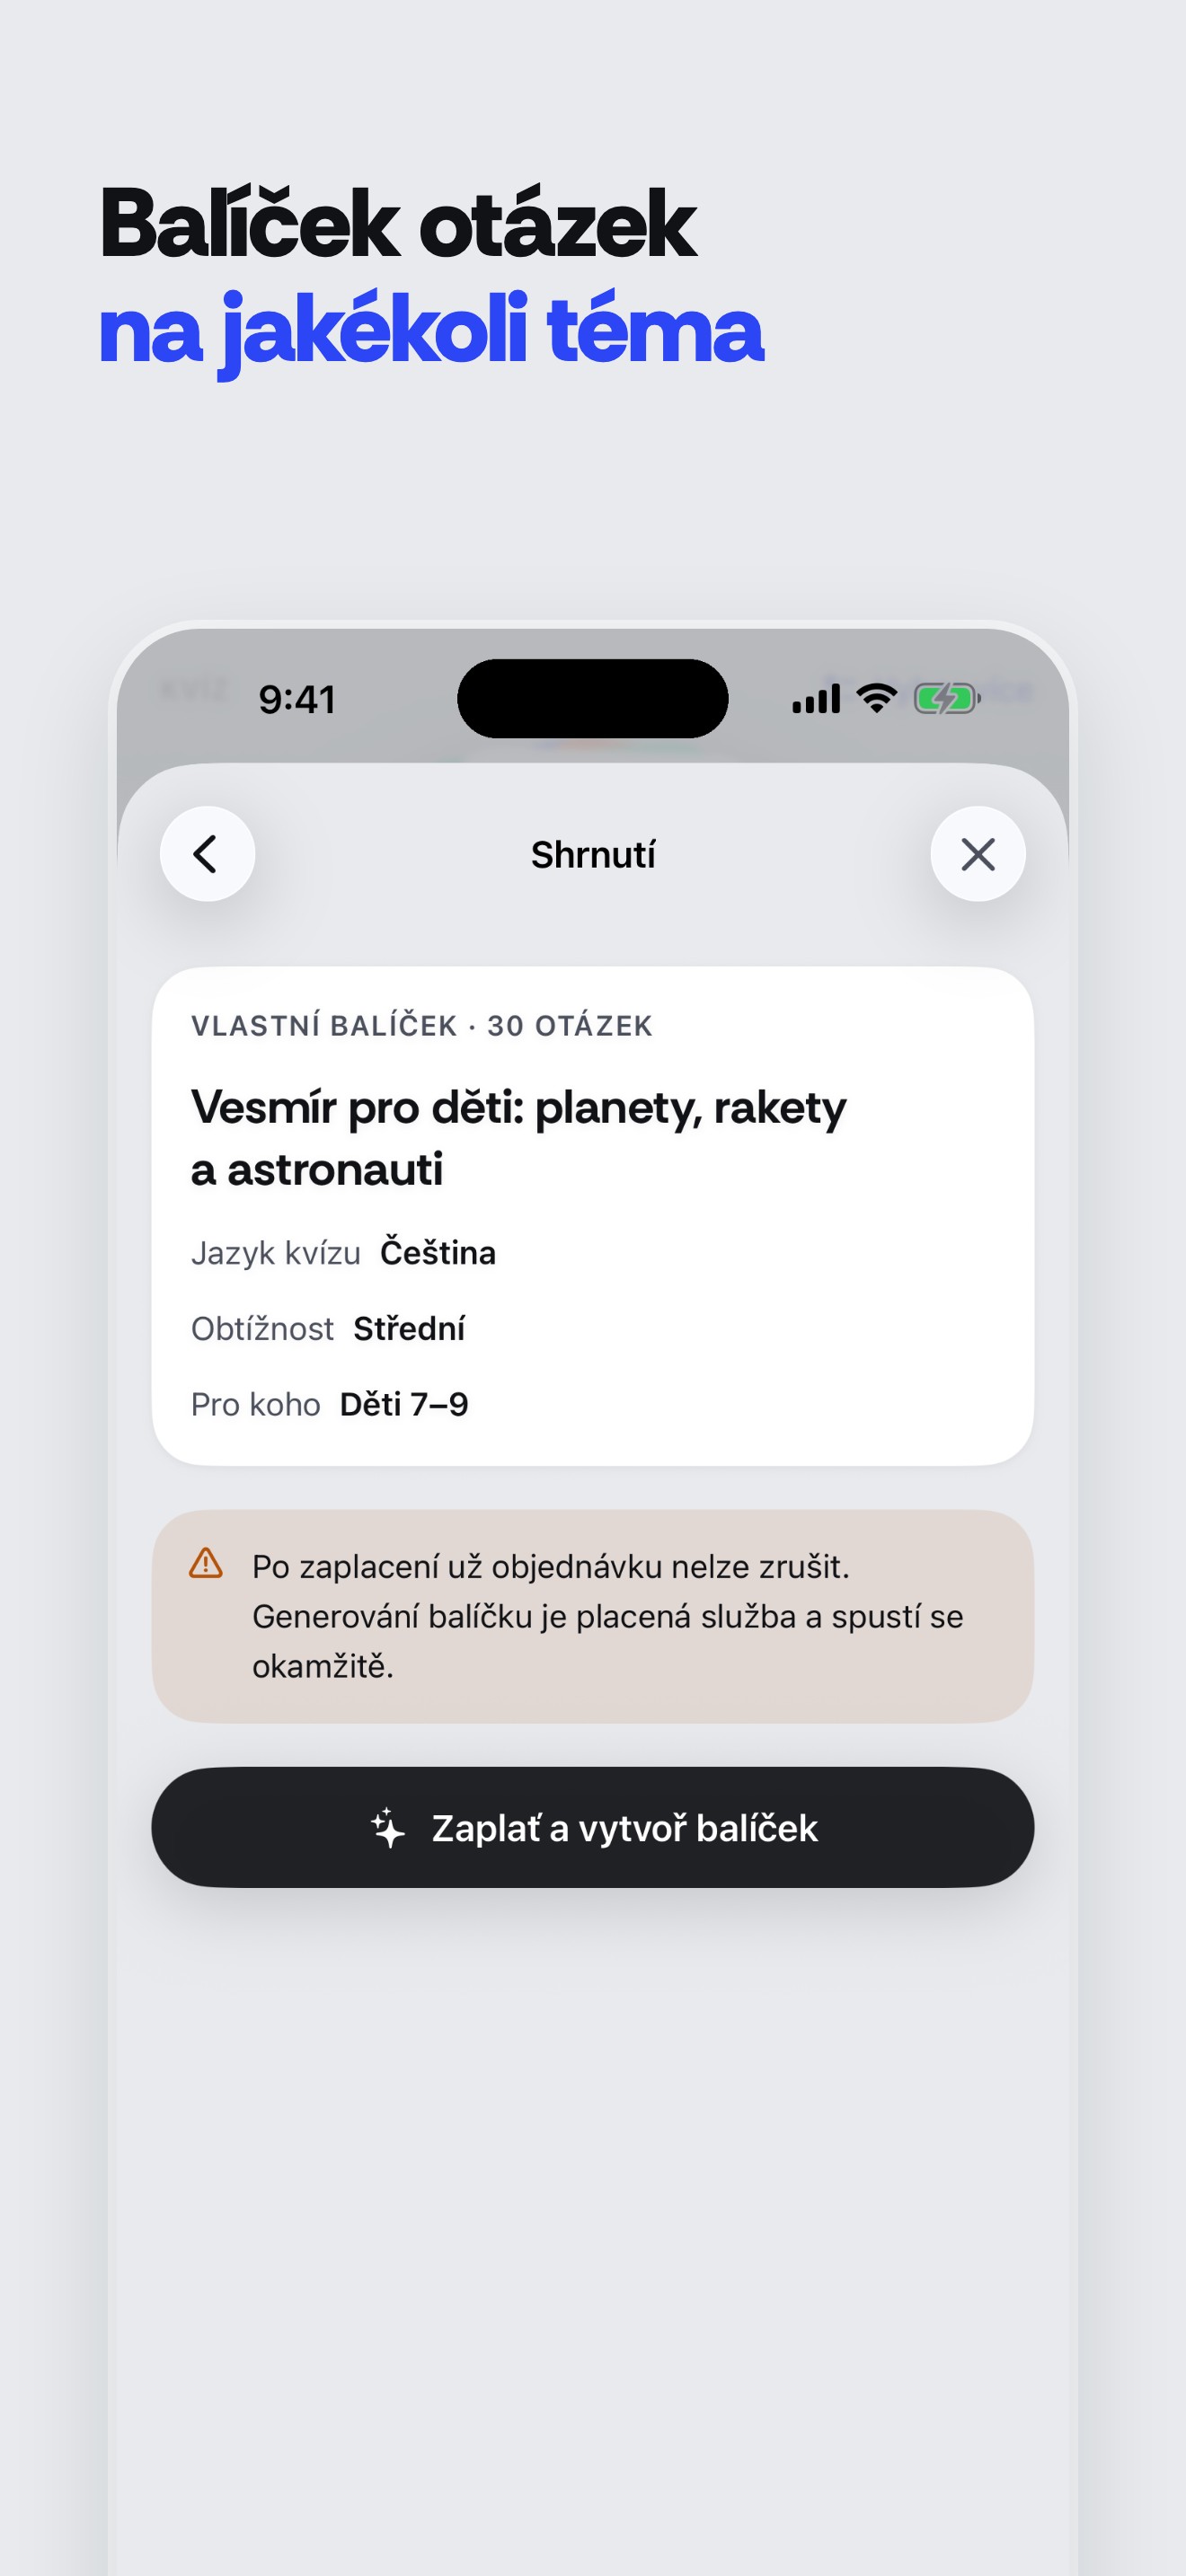 Balíček otázek
na jakékoli téma
KVÍZ
9:41
Shrnutí
VLASTNÍ BALÍČEK · 30 OTÁZEK
Vesmír pro děti: planety, rakety
a astronauti
Jazyk kvízu Čeština
Obtížnost Střední
Pro koho Děti 7–9
Po zaplacení už objednávku nelze zrušit.
Generování balíčku je placená služba a spustí se
okamžitě.
Zaplať a vytvoř balíček